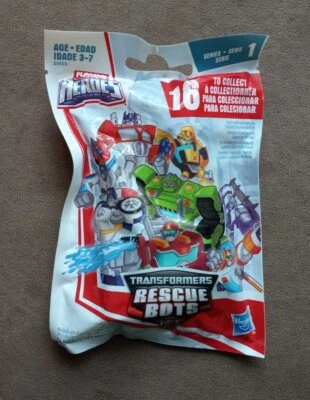 AGE • EDAD
IDADE 3-7
PLAYSKOOL
HEROES
SERIES • SERIE
SÉRIE
1
16
TO COLLECT
À COLLECTIONNER
PARA COLECCIONAR
PARA COLECIONAR
TRANSFORMERS
RESCUE
BOTS
Hasbro